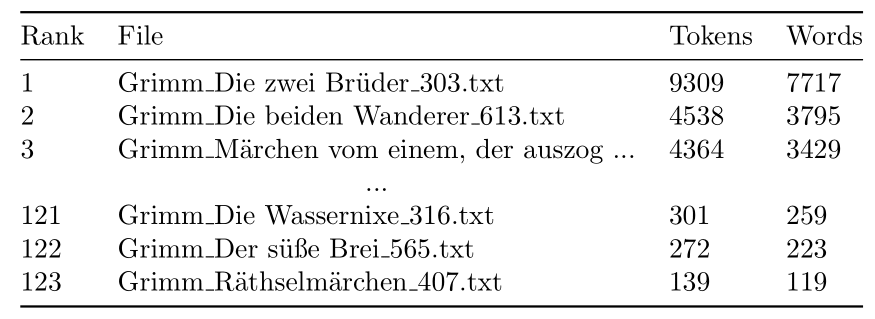 Rank File Tokens Words
1 Grimm_Die zwei Brüder_303.txt 9309 7717
2 Grimm_Die beiden Wanderer_613.txt 4538 3795
3 Grimm_Märchen vom einem, der auszog ... 4364 3429
...
121 Grimm_Die Wassernixe_316.txt 301 259
122 Grimm_Der süße Brei_565.txt 272 223
123 Grimm_Räthselmärchen_407.txt 139 119